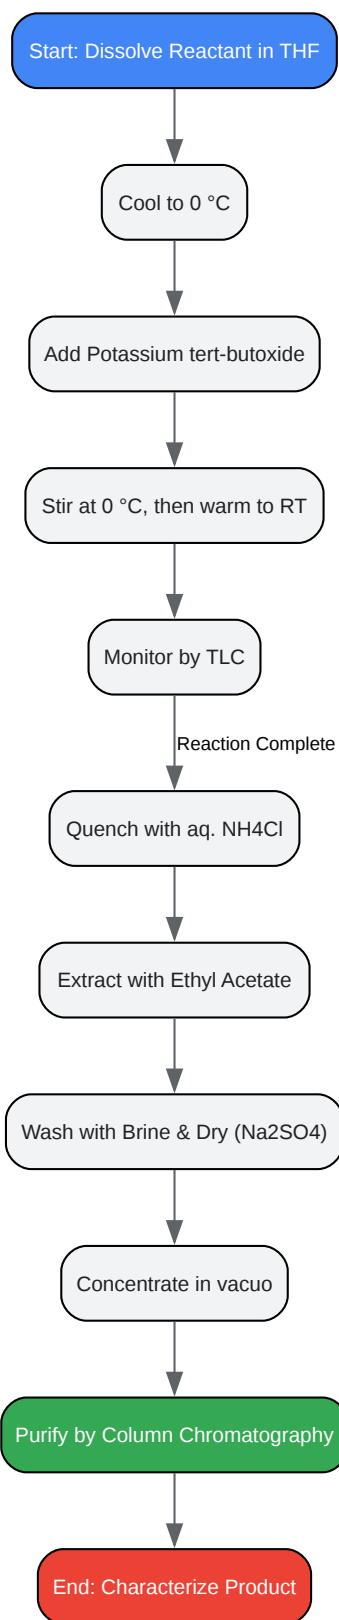 Start: Dissolve Reactant in THF
Cool to 0 °C
Add Potassium tert-butoxide
Stir at 0 °C, then warm to RT
Monitor by TLC
Reaction Complete
Quench with aq. NH4Cl
Extract with Ethyl Acetate
Wash with Brine & Dry (Na2SO4)
Concentrate in vacuo
Purify by Column Chromatography
End: Characterize Product